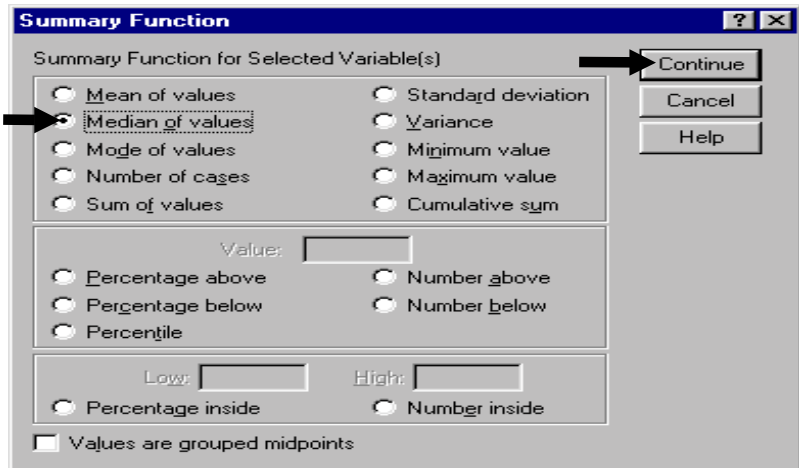 Summary Function
Summary Function for Selected Variable(s)
Mean of values
Standard deviation
Median of values
Variance
Mode of values
Minimum value
Number of cases
Maximum value
Sum of values
Cumulative sum
Continue
Cancel
Help
Value:
Percentage above
Number above
Percentage below
Number below
Percentile
Low:
High:
Percentage inside
Number inside
Values are grouped midpoints